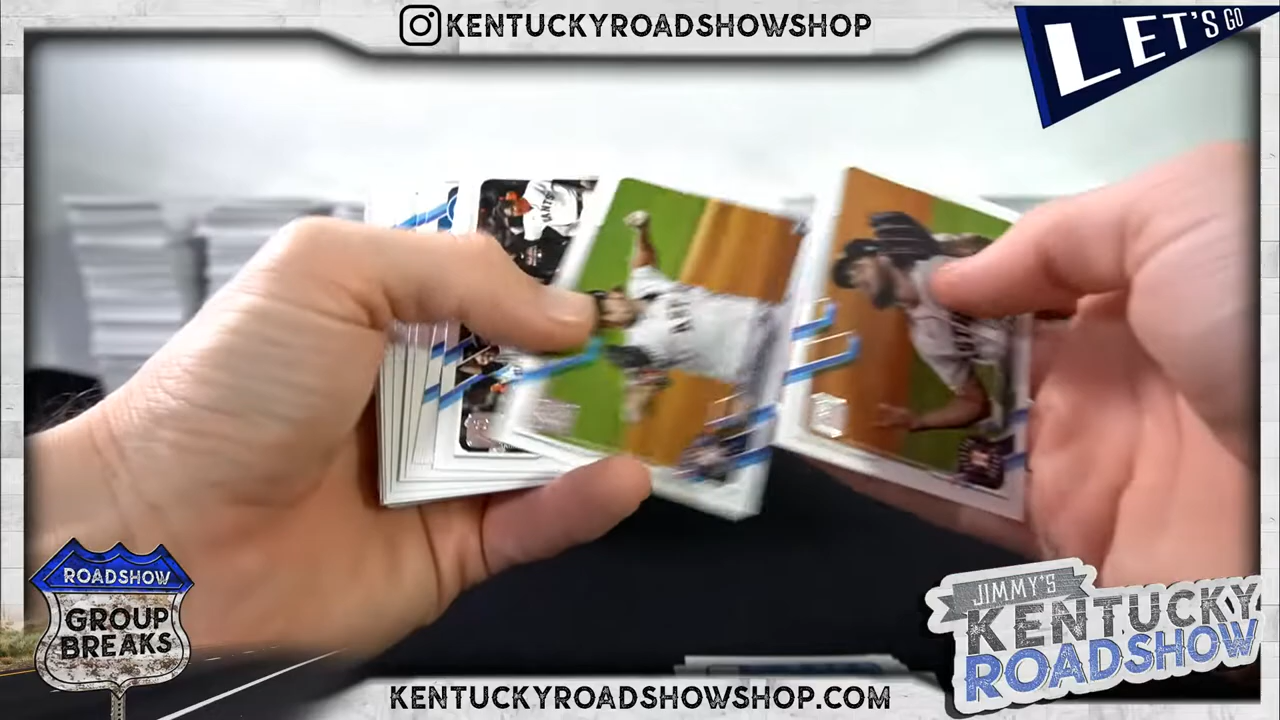 KENTUCKYROADSHOWSHOP
LET'S GO
ROADSHOW
GROUP
BREAKS
JIMMY'S
KENTUCKY
ROADSHOW
KENTUCKYROADSHOWSHOP.COM